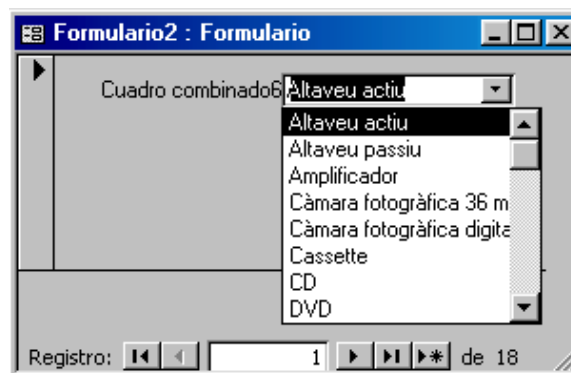 Formulario2 : Formulario
Cuadro combinado6 Altaveu actiu
Altaveu actiu
Altaveu passiu
Amplificador
Càmara fotogràfica 36 m
Càmara fotogràfica digita
Cassette
CD
DVD
Registro: 1 de 18